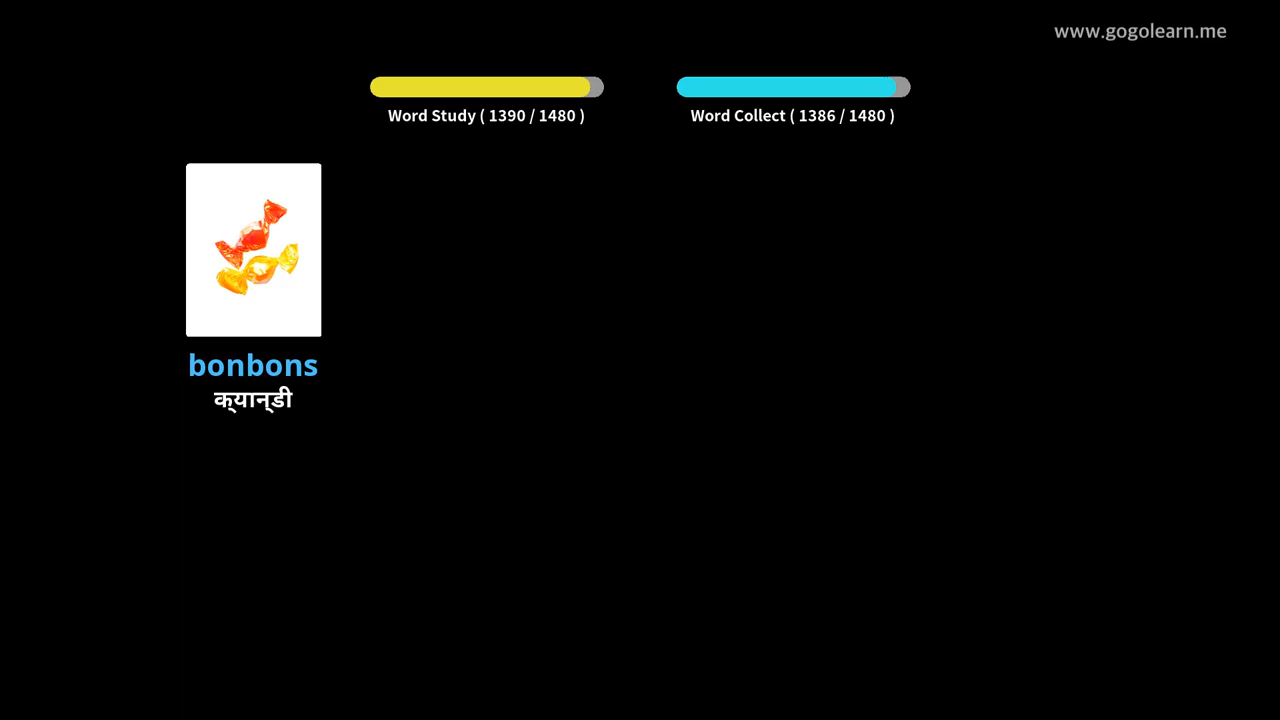 www.gogolearn.me
Word Study ( 1390 / 1480 )
Word Collect ( 1386 / 1480 )
bonbons
क्यान्डी